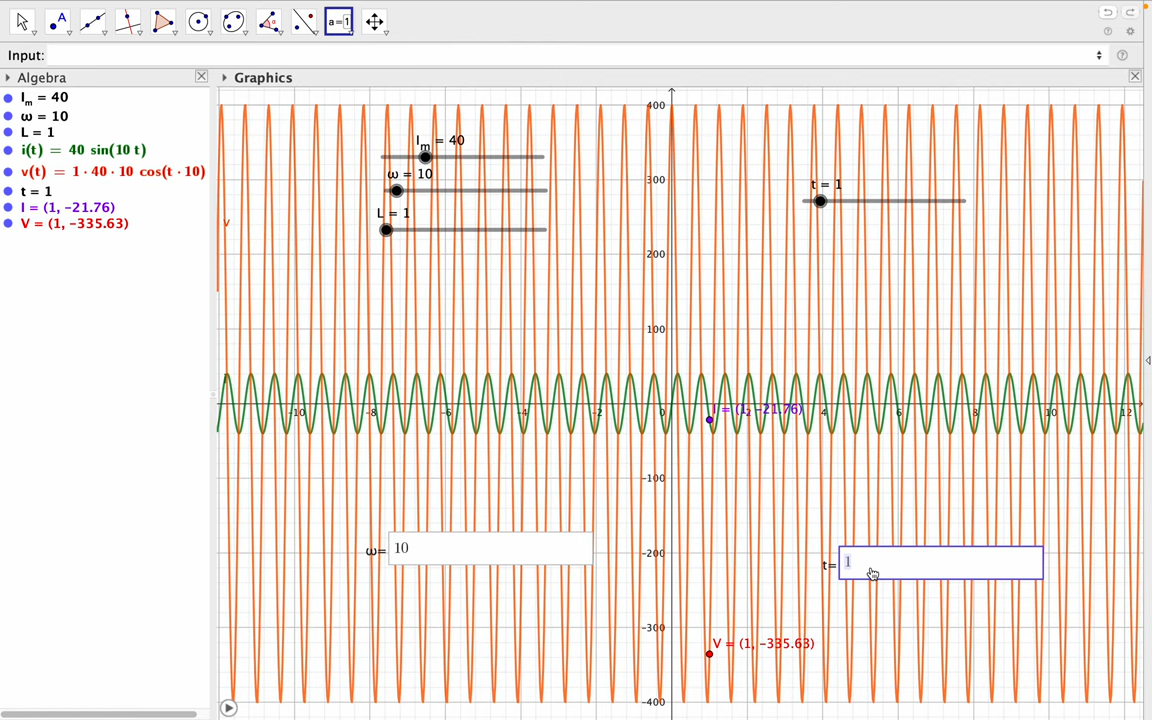 A
α
a=1
Input:
Algebra
Graphics
Iₘ = 40
ω = 10
L = 1
i(t) = 40 sin(10 t)
v(t) = 1·40·10 cos(t·10)
t = 1
I = (1, −21.76)
V = (1, −335.63)
Iₘ = 40
ω = 10
L = 1
t = 1
v
400
300
200
100
0
-10
-8
-6
-4
-2
2
4
6
8
10
12
-100
-200
-300
-400
I = (1, −21.76)
ω= 10
t= 1
V = (1, −335.63)